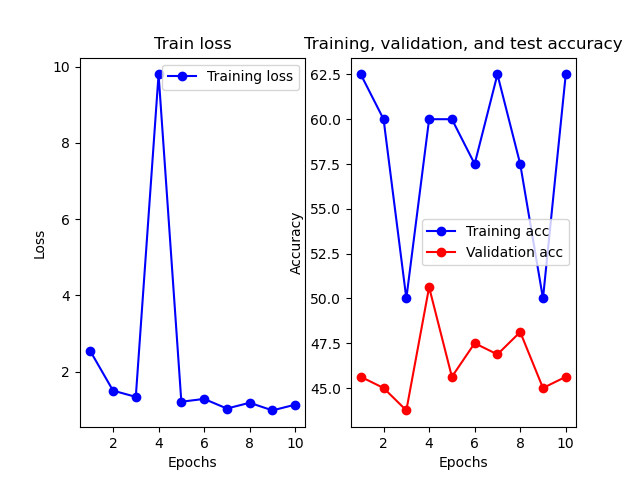 Train loss
Training, validation, and test accuracy
Training loss
10
8
6
4
2
Loss
2
4
6
8
10
Epochs
62.5
60.0
57.5
55.0
52.5
50.0
47.5
45.0
Accuracy
Training acc
Validation acc
2
4
6
8
10
Epochs